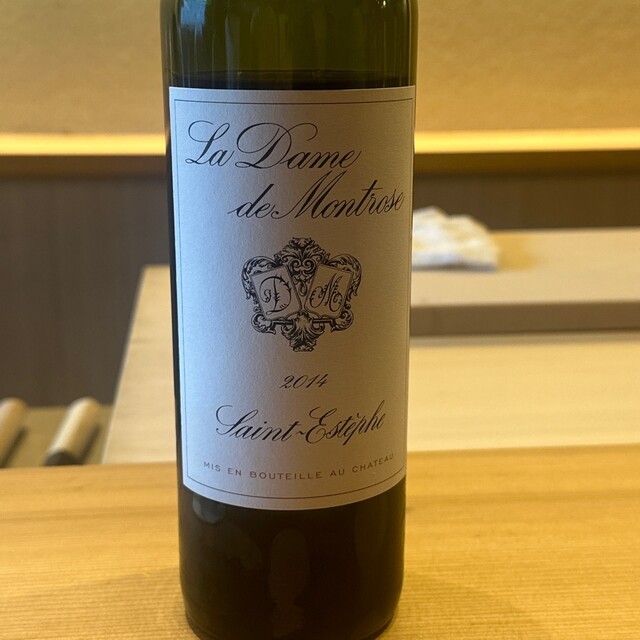 La Dame
de Montrose
D M
2014
Saint-Estèphe
MIS EN BOUTEILLE AU CHATEAU